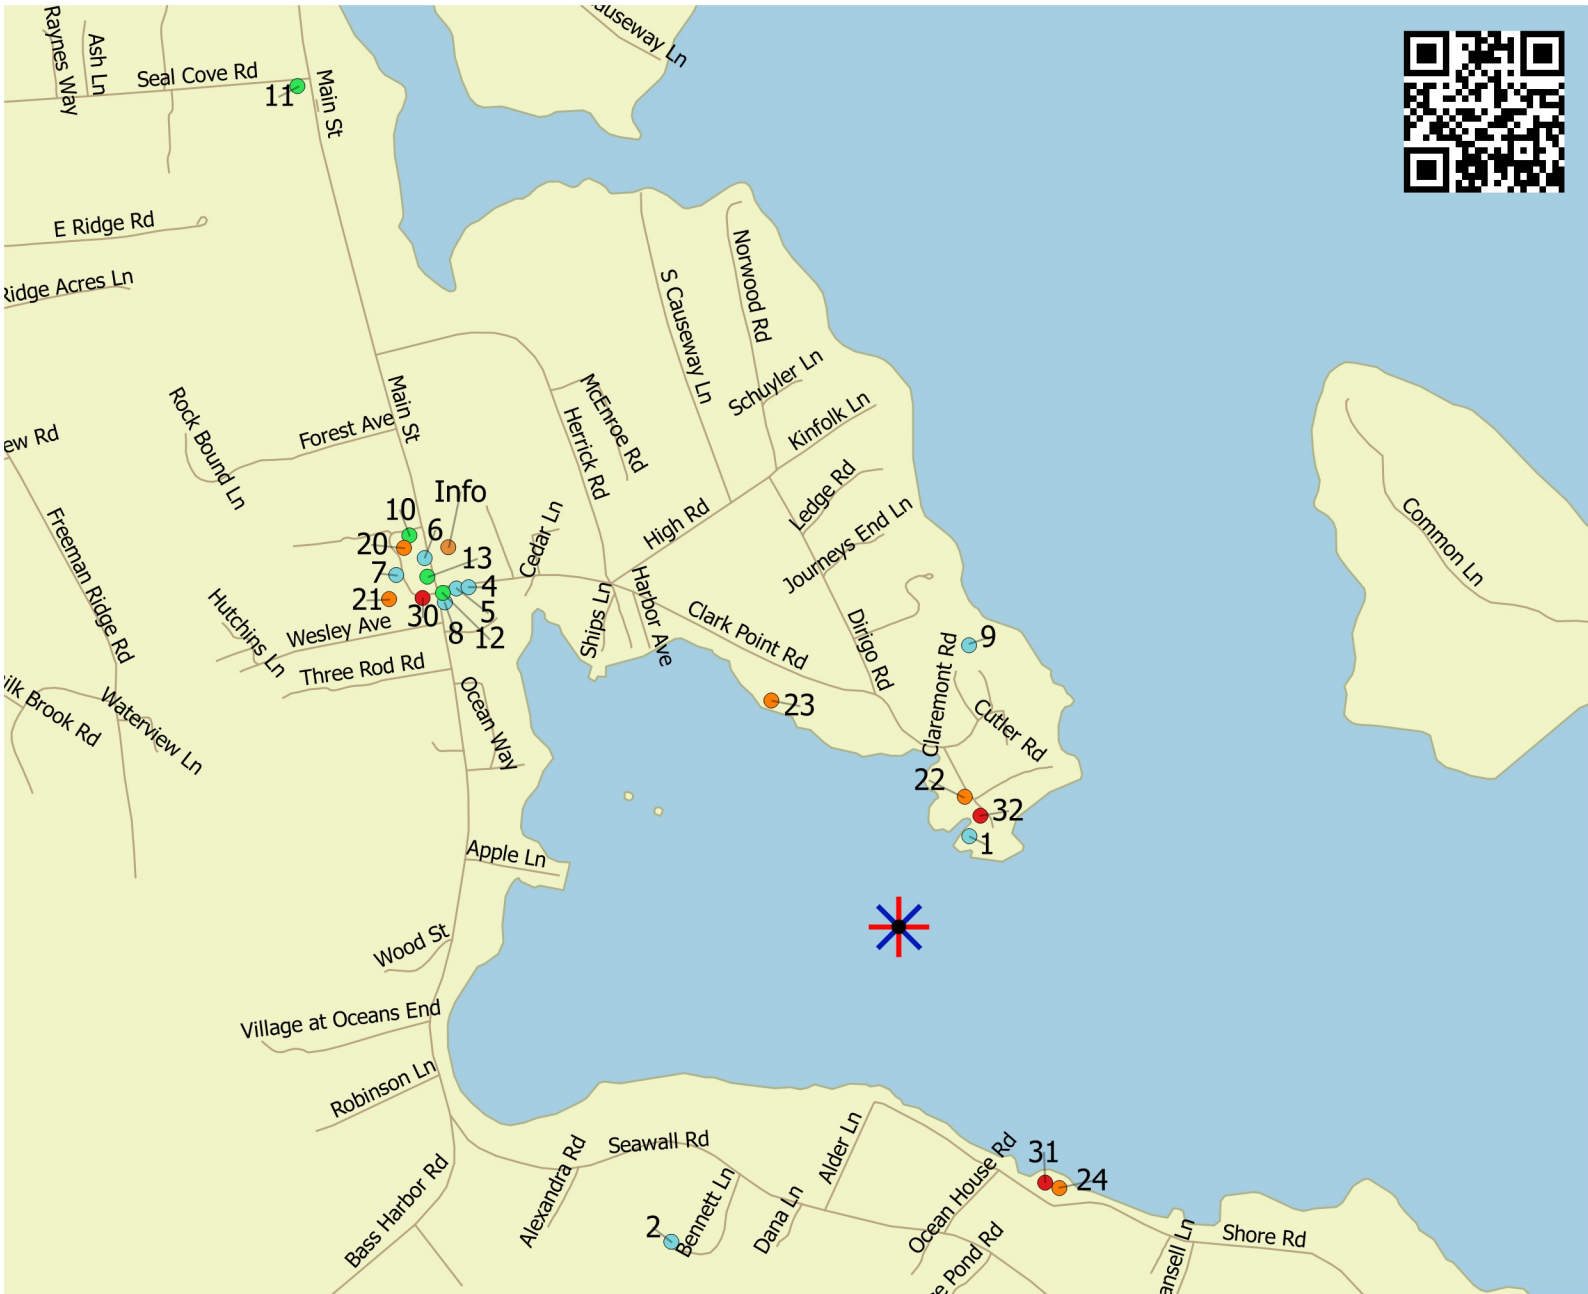 Raynes Way
Ash Ln
Causeway Ln
Seal Cove Rd
Main St
11
E Ridge Rd
Ridge Acres Ln
Norwood Rd
S Causeway Ln
Schuyler Ln
Kinfolk Ln
McEnroe Rd
Herrick Rd
Main St
Rock Bound Ln
Forest Ave
ew Rd
Ledge Rd
High Rd
Journeys End Ln
Common Ln
Info
10
6
20
13
Cedar Ln
7
4
21
5
30
8
12
Freeman Ridge Rd
Hutchins Ln
Wesley Ave
Three Rod Rd
Ships Ln
Harbor Ave
Clark Point Rd
Dirigo Rd
9
Claremont Rd
Cutler Rd
23
ilk Brook Rd
Waterview Ln
Ocean Way
22
32
1
Apple Ln
Wood St
Village at Oceans End
Robinson Ln
Bass Harbor Rd
Alexandra Rd
Seawall Rd
Bennett Ln
2
Dana Ln
Alder Ln
Ocean House Rd
31
24
e Pond Rd
ansell Ln
Shore Rd